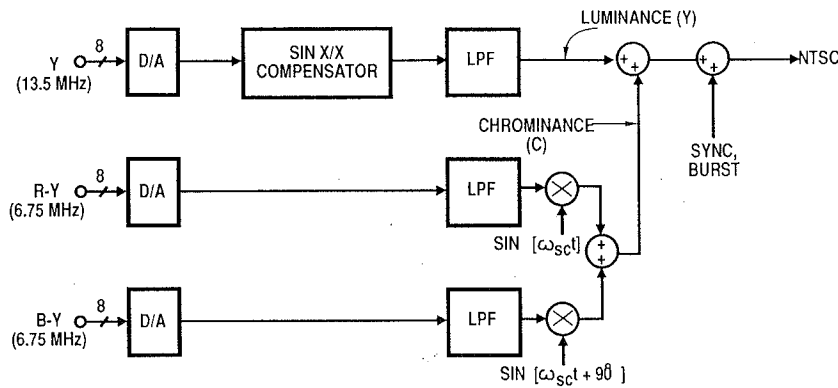 LUMINANCE (Y)
Y
(13.5 MHz)
8
D/A
SIN X/X
COMPENSATOR
LPF
+
+
+
+
NTSC
CHROMINANCE
(C)
SYNC,
BURST
R-Y
(6.75 MHz)
8
D/A
LPF
SIN [ωsct]
+
+
B-Y
(6.75 MHz)
8
D/A
LPF
SIN [ωsct + 90]